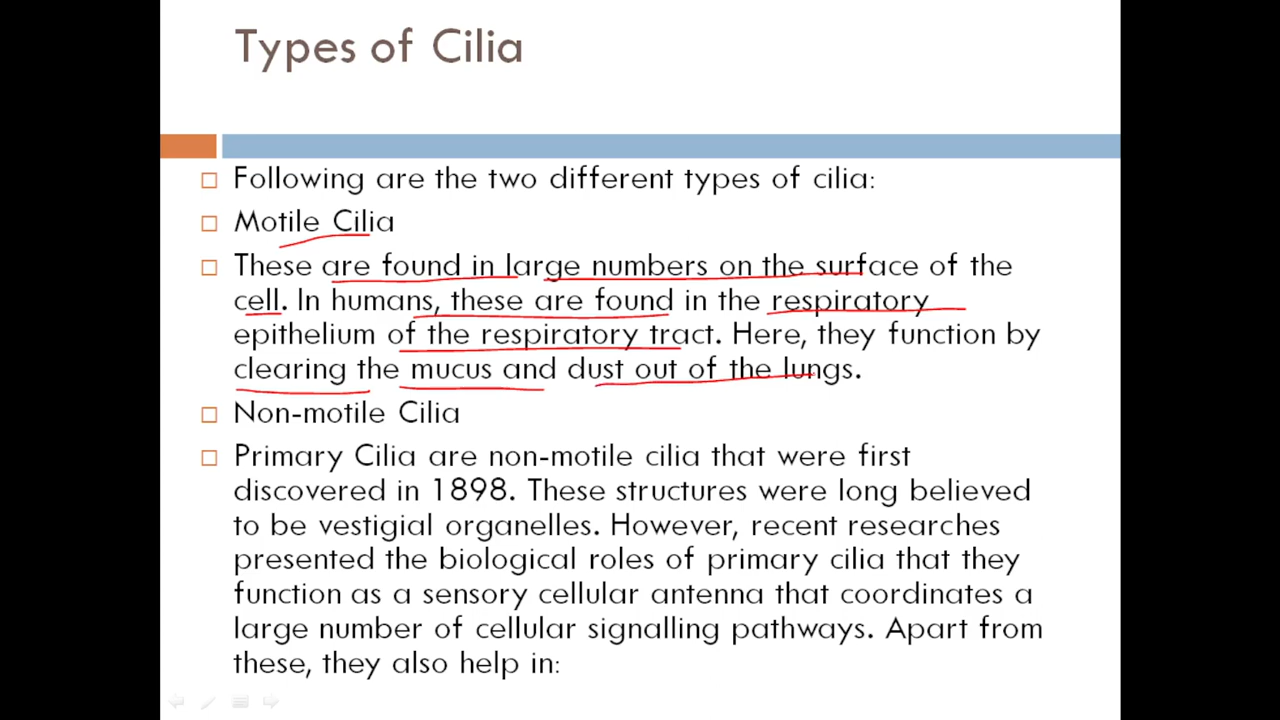 Types of Cilia
Following are the two different types of cilia:
Motile Cilia
These are found in large numbers on the surface of the
cell. In humans, these are found in the respiratory
epithelium of the respiratory tract. Here, they function by
clearing the mucus and dust out of the lungs.
Non-motile Cilia
Primary Cilia are non-motile cilia that were first
discovered in 1898. These structures were long believed
to be vestigial organelles. However, recent researches
presented the biological roles of primary cilia that they
function as a sensory cellular antenna that coordinates a
large number of cellular signalling pathways. Apart from
these, they also help in: